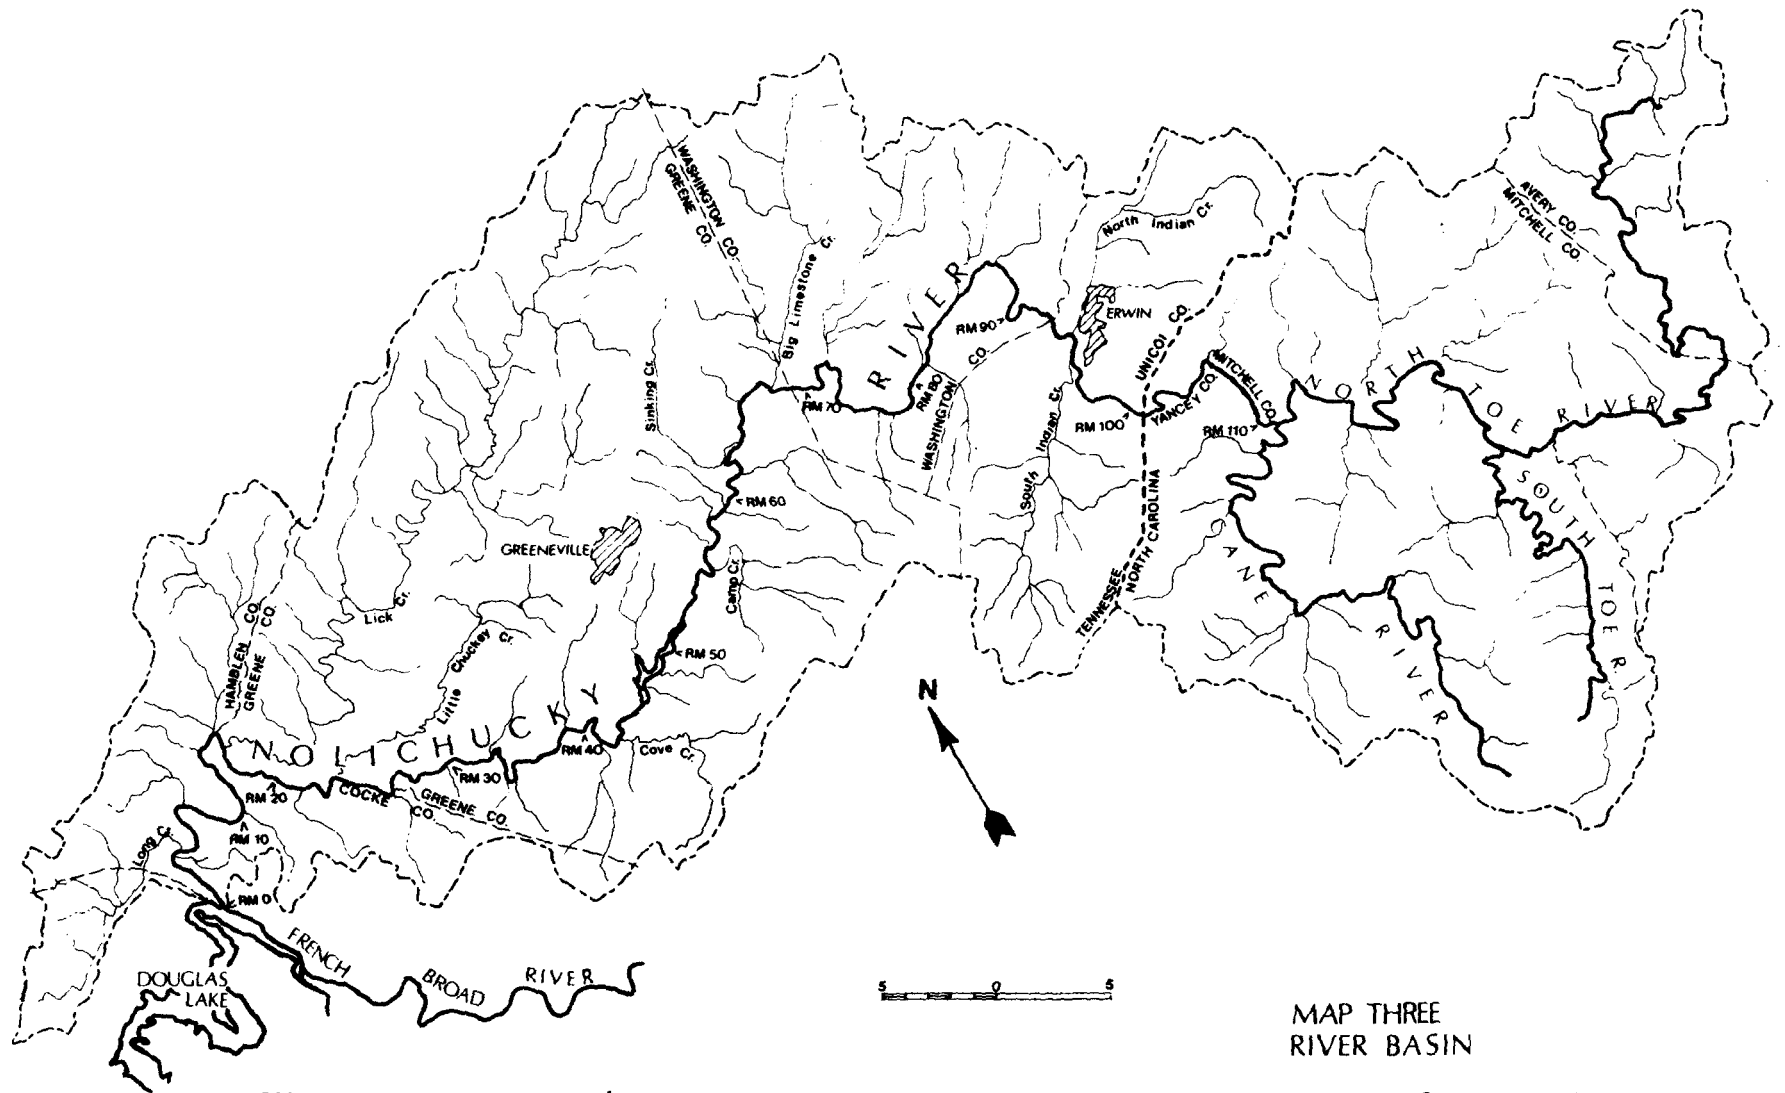 WASHINGTON CO.
GREENE CO.
AVERY CO.
MITCHELL CO.
North Indian Cr.
Big Limestone Cr.
RIVER
RM 90
ERWIN
CO.
UNICOI CO.
Sinking Cr.
RM 70
RM 80
WASHINGTON
South Indian Cr.
RM 100
MITCHELL CO.
YANCEY CO.
RM 110
NORTH TOE RIVER
RM 60
GREENEVILLE
Camp Cr.
TENNESSEE
NORTH CAROLINA
CANE RIVER
SOUTH TOE R
Lick Cr.
Little Chuckey Cr.
HAMBLEN CO.
GREENE CO.
RM 50
N
NOLICHUCKY
RM 40
Cove Cr.
RM 30
RM 20
COCKE CO.
GREENE CO.
RM 10
Long Cr.
RM 0
FRENCH BROAD RIVER
DOUGLAS
LAKE
5 0 5
MAP THREE
RIVER BASIN